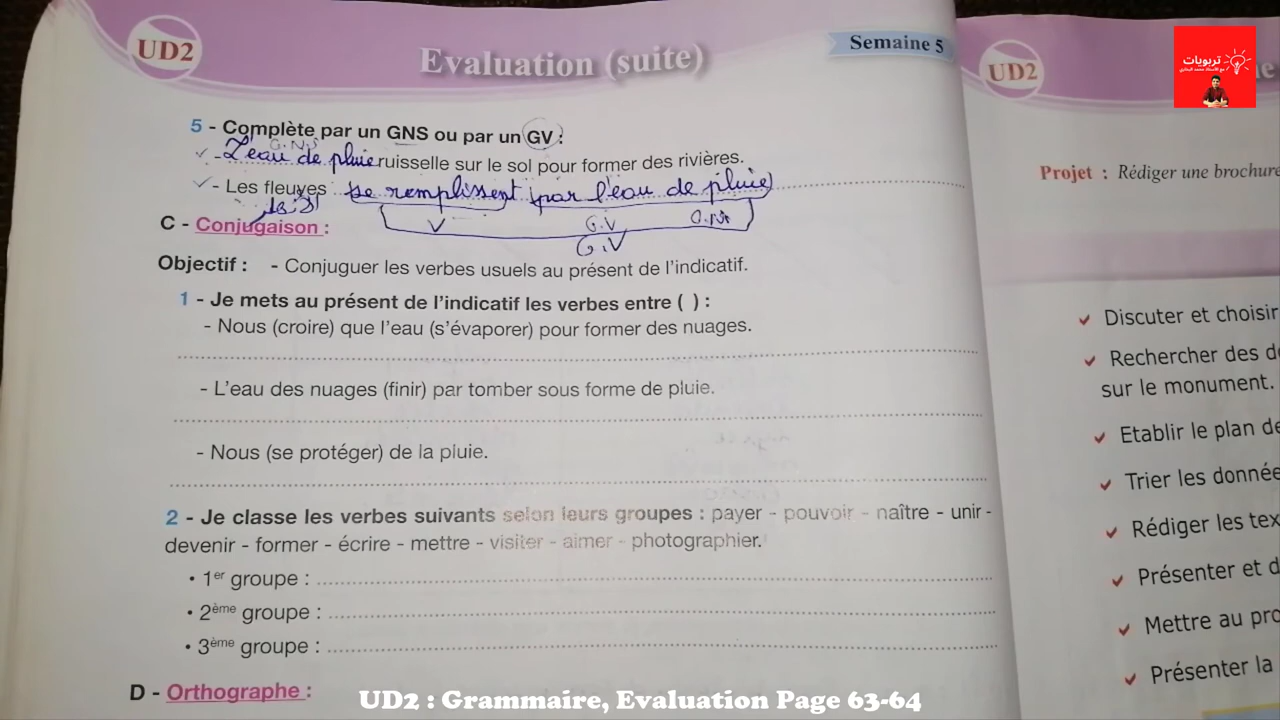 UD2
Evaluation (suite)
Semaine 5
5 - Complète par un GNS ou par un GV :
G.N.S
- L'eau de pluie ruisselle sur le sol pour former des rivières.
- Les fleuves se remplissent (par l'eau de pluie)
V G.V
G.V
C - Conjugaison :
Objectif : - Conjuguer les verbes usuels au présent de l'indicatif.
1 - Je mets au présent de l'indicatif les verbes entre ( ) :
- Nous (croire) que l'eau (s'évaporer) pour former des nuages.
- L'eau des nuages (finir) par tomber sous forme de pluie.
- Nous (se protéger) de la pluie.
2 - Je classe les verbes suivants selon leurs groupes : payer - pouvoir - naître - unir -
devenir - former - écrire - mettre - visiter - aimer - photographier.
• 1er groupe :
• 2ème groupe :
• 3ème groupe :
D - Orthographe :
UD2
Projet : Rédiger une brochure
Discuter et choisir
Rechercher des
sur le monument.
Etablir le plan de
Trier les donnée
Rédiger les tex
Présenter et d
Mettre au pro
Présenter la
تربويات
مع الأستاذ محمد البخاري
UD2 : Grammaire, Evaluation Page 63-64